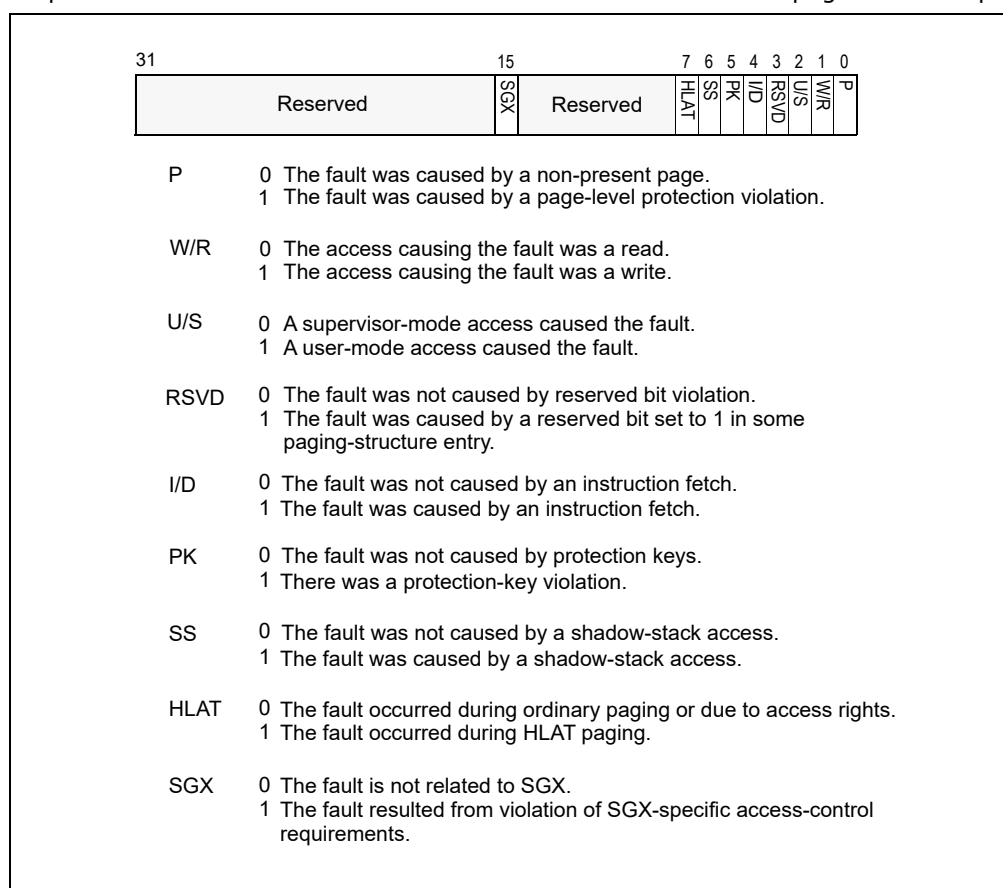 31 15 7 6 5 4 3 2 1 0
Reserved SGX Reserved HLAT SS PK I/D RSVD U/S W/R P
P 0 The fault was caused by a non-present page.
1 The fault was caused by a page-level protection violation.
W/R 0 The access causing the fault was a read.
1 The access causing the fault was a write.
U/S 0 A supervisor-mode access caused the fault.
1 A user-mode access caused the fault.
RSVD 0 The fault was not caused by reserved bit violation.
1 The fault was caused by a reserved bit set to 1 in some
paging-structure entry.
I/D 0 The fault was not caused by an instruction fetch.
1 The fault was caused by an instruction fetch.
PK 0 The fault was not caused by protection keys.
1 There was a protection-key violation.
SS 0 The fault was not caused by a shadow-stack access.
1 The fault was caused by a shadow-stack access.
HLAT 0 The fault occurred during ordinary paging or due to access rights.
1 The fault occurred during HLAT paging.
SGX 0 The fault is not related to SGX.
1 The fault resulted from violation of SGX-specific access-control
requirements.